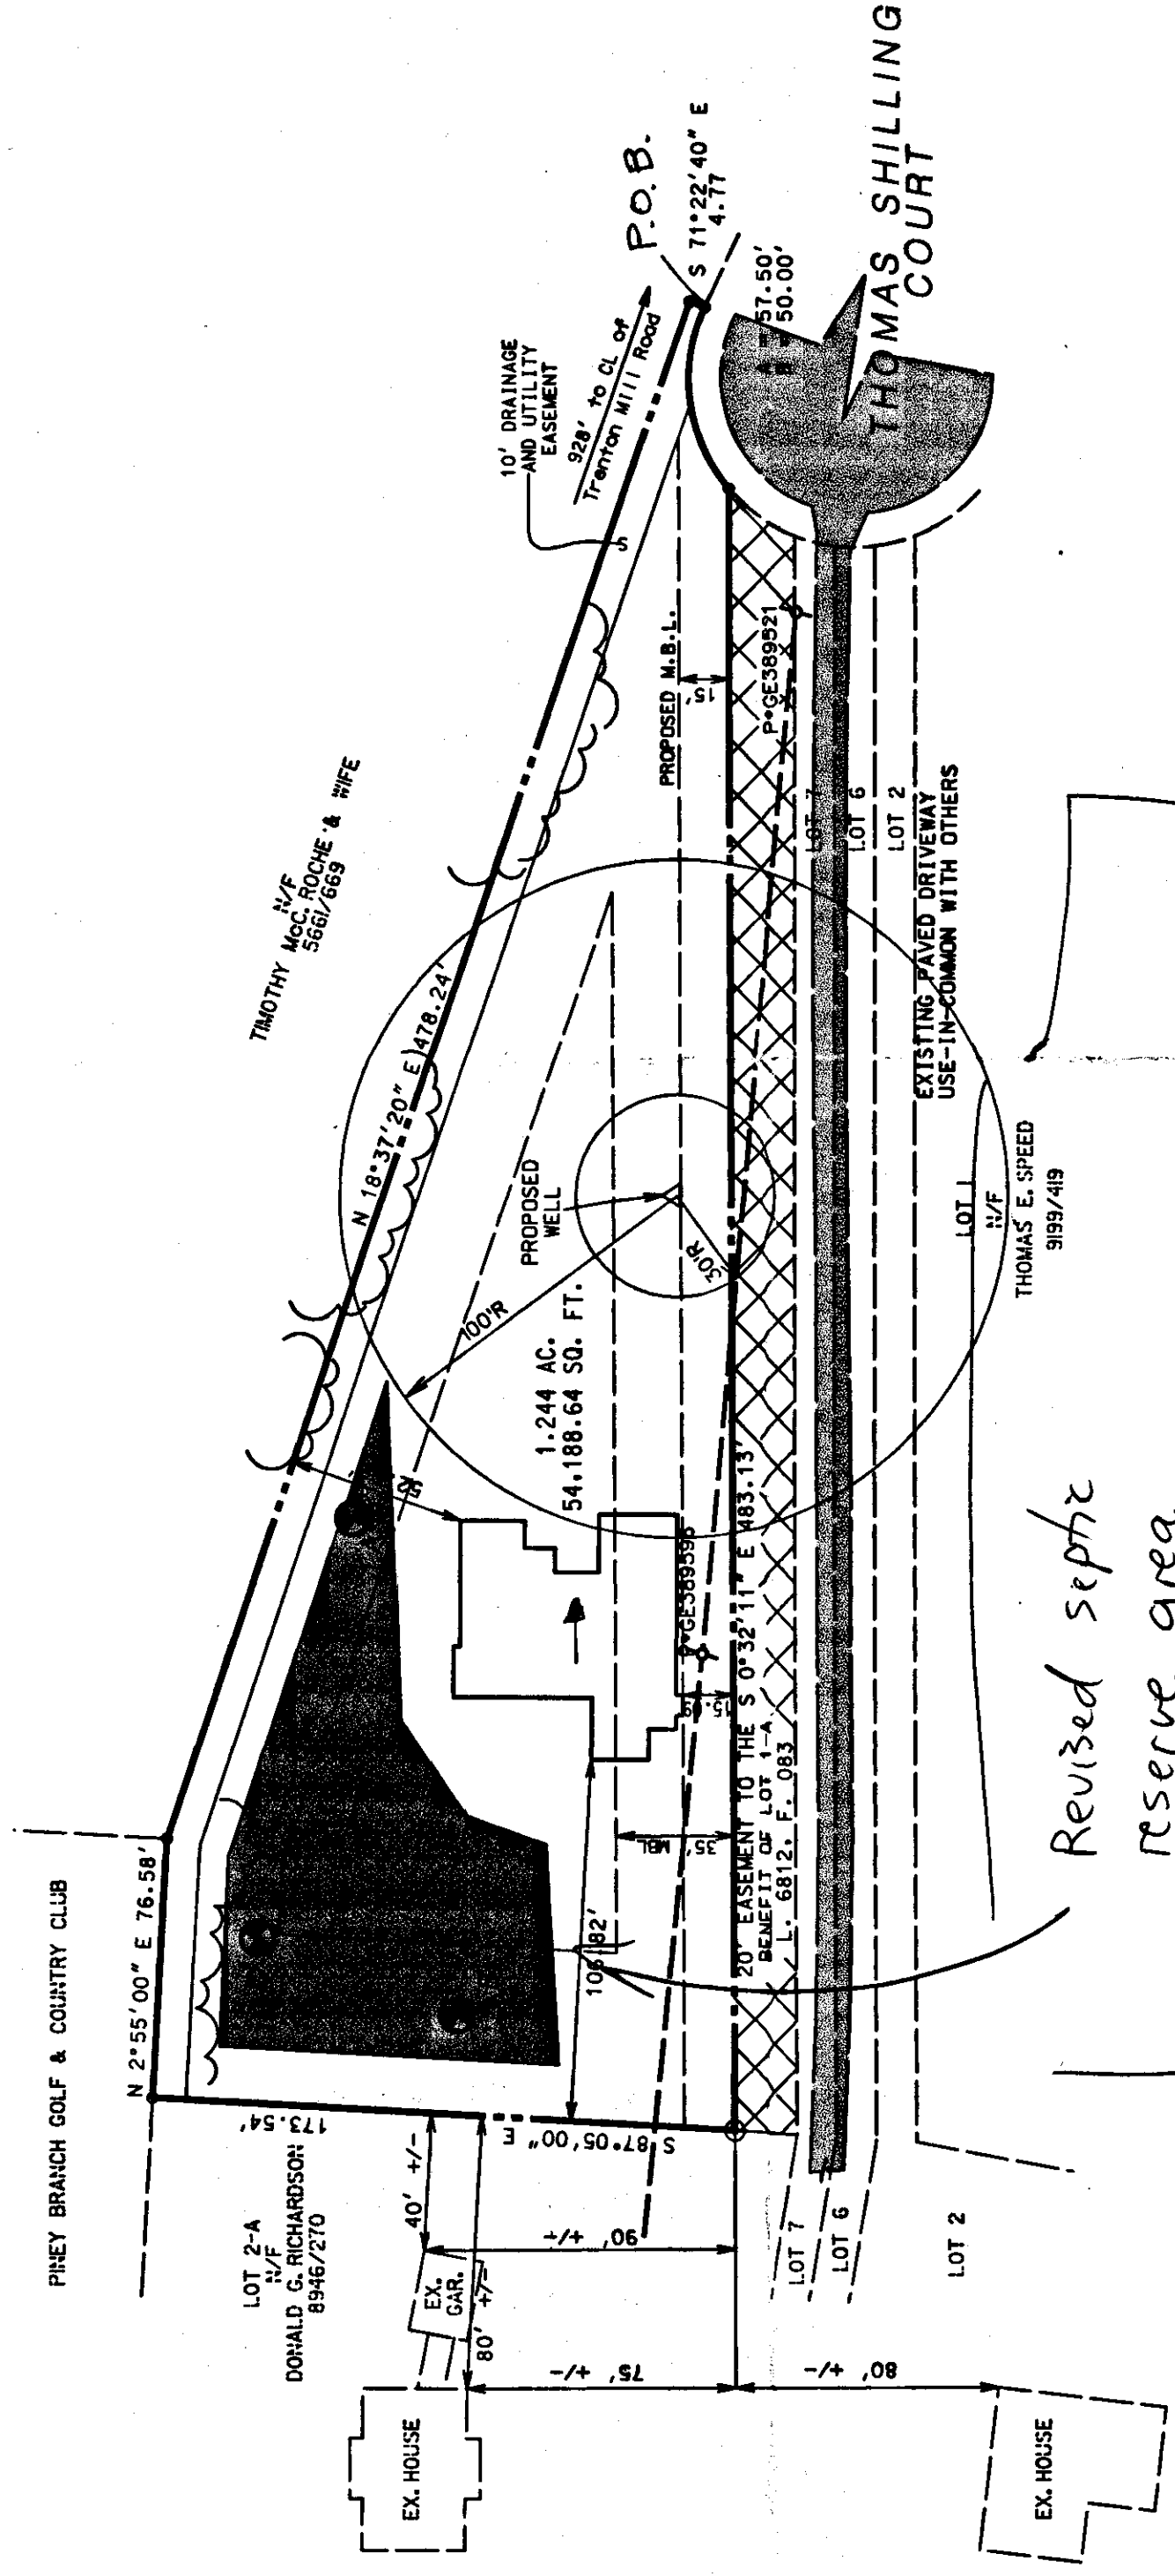 PINEY BRANCH GOLF & COUNTRY CLUB
N 2°55'00" E 76.58'
LOT 2-A
N/F
DONALD G. RICHARDSON
8946/270
173.54'
S 87°05'00" E
40' +/-
EX.
GAR.
80' +/-
90' +/-
75' +/-
80' +/-
EX. HOUSE
EX. HOUSE
TIMOTHY McC. ROCHE & WIFE
N/F
5661/669
N 18°37'20" E 478.24'
10' DRAINAGE
AND UTILITY
EASEMENT
928' to CL of
Trenton Mill Road
P.O.B.
S 71°22'40" E
4.77
57.50'
50.00'
THOMAS SHILLING
COURT
PROPOSED M.B.L.
15'
PROPOSED
WELL
100'R
30'R
1.244 AC.
54,188.64 SQ. FT.
106.82'
35'
MBL
20' EASEMENT TO THE
BENEFIT OF LOT 1-A
L. 6812, F. 083
S 0°32'11" E 483.13'
P°GE389521
LOT 7
LOT 6
LOT 2
EXISTING PAVED DRIVEWAY
USE-IN-COMMON WITH OTHERS
LOT 1
N/F
THOMAS E. SPEED
9199/419
LOT 7
LOT 6
LOT 2
Revised septic
reserve area